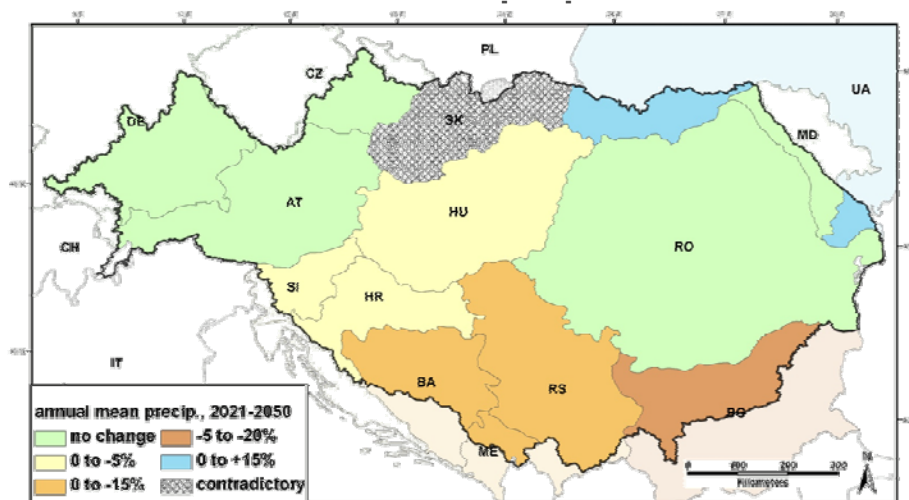 PL
CZ
UA
DE
SK
MD
AT
HU
CH
RO
SI
HR
IT
BA
RS
BG
ME
annual mean precip., 2021-2050
no change
-5 to -20%
0 to -5%
0 to +15%
0 to -15%
contradictory
Kilometers
N